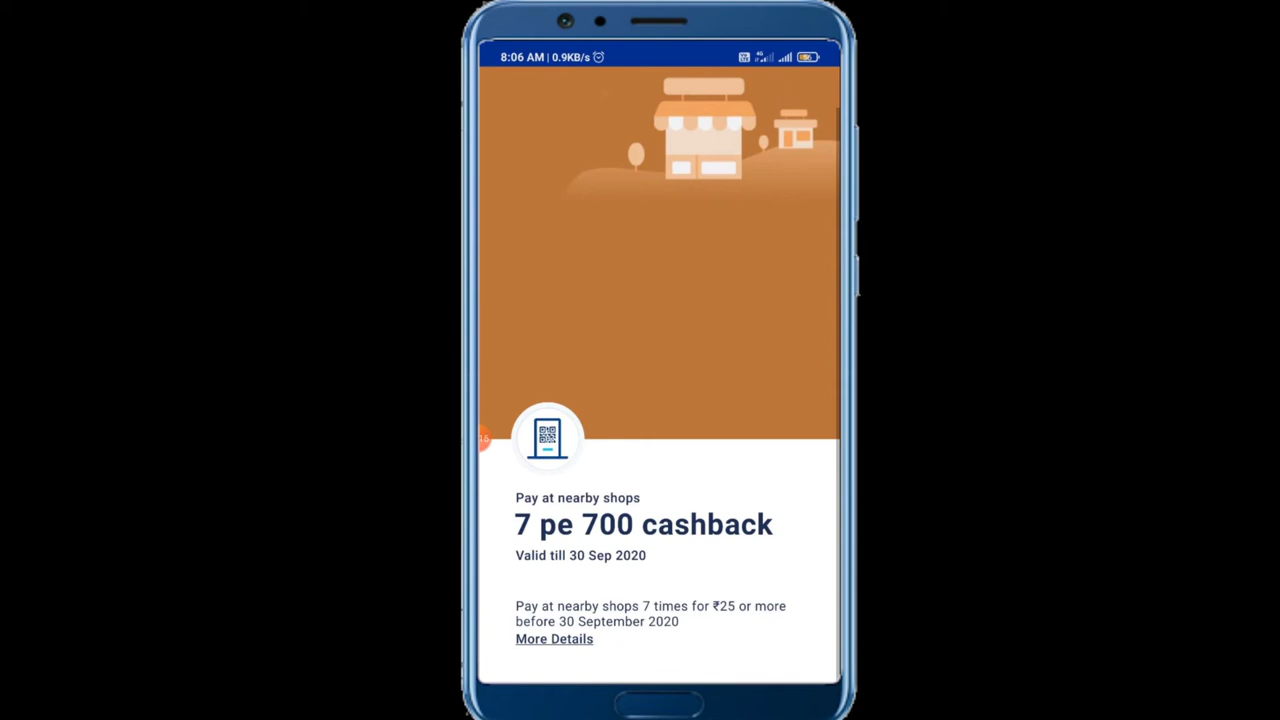 8:06 AM | 0.9KB/s
4G
Pay at nearby shops
7 pe 700 cashback
Valid till 30 Sep 2020
Pay at nearby shops 7 times for ₹25 or more
before 30 September 2020
More Details